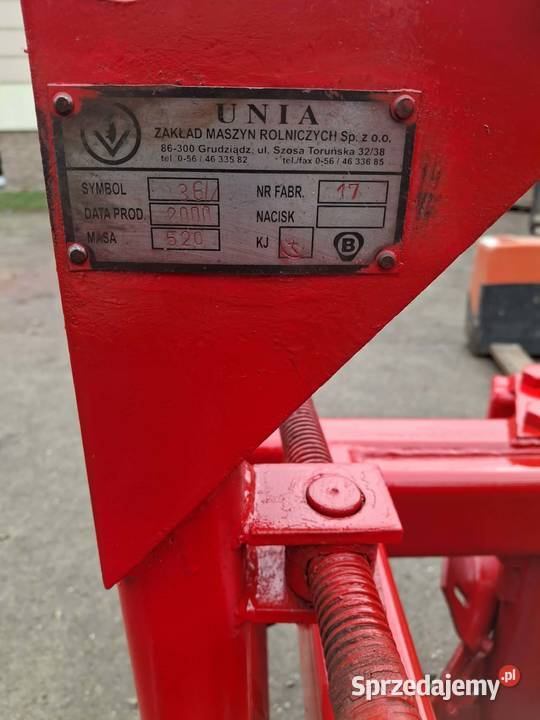 UNIA
ZAKŁAD MASZYN ROLNICZYCH Sp. z o.o.
86-300 Grudziądz, ul. Szosa Toruńska 32/38
tel. 0-56 / 46 335 82 tel./fax 0-56 / 46 336 85
SYMBOL NR FABR. 17
DATA PROD. 2000 NACISK
MASA 520 KJ B
Sprzedajemy.pl